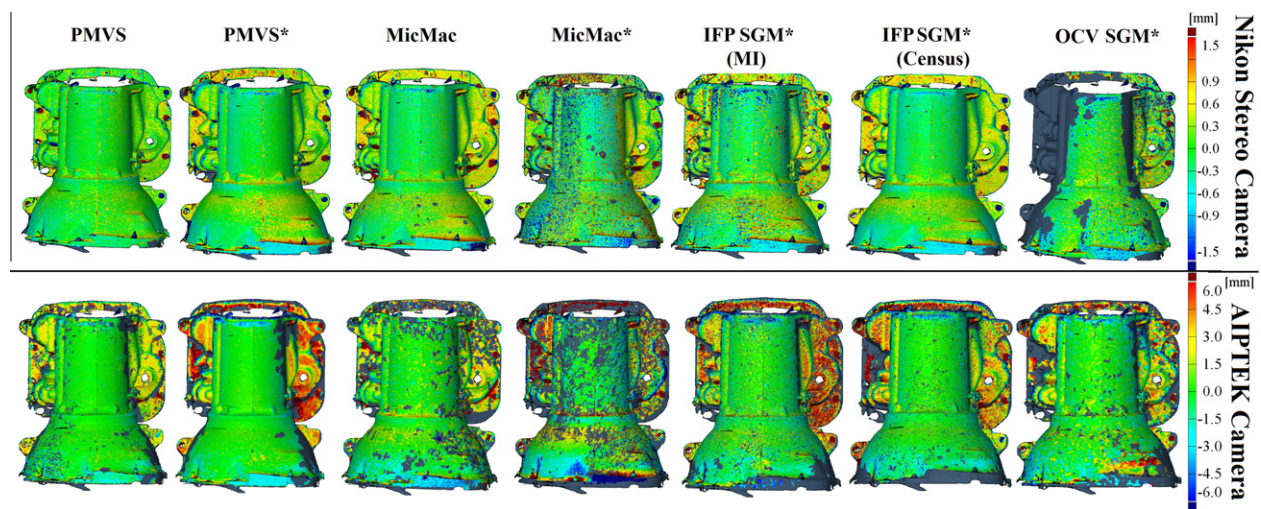 PMVS
PMVS*
MicMac
MicMac*
IFP SGM*
(MI)
IFP SGM*
(Census)
OCV SGM*
[mm]
1.5
0.9
0.6
0.3
0.0
-0.3
-0.6
-0.9
-1.5
Nikon Stereo Camera
[mm]
6.0
4.5
3.0
1.5
0.0
-1.5
-3.0
-4.5
-6.0
AIPTEK Camera